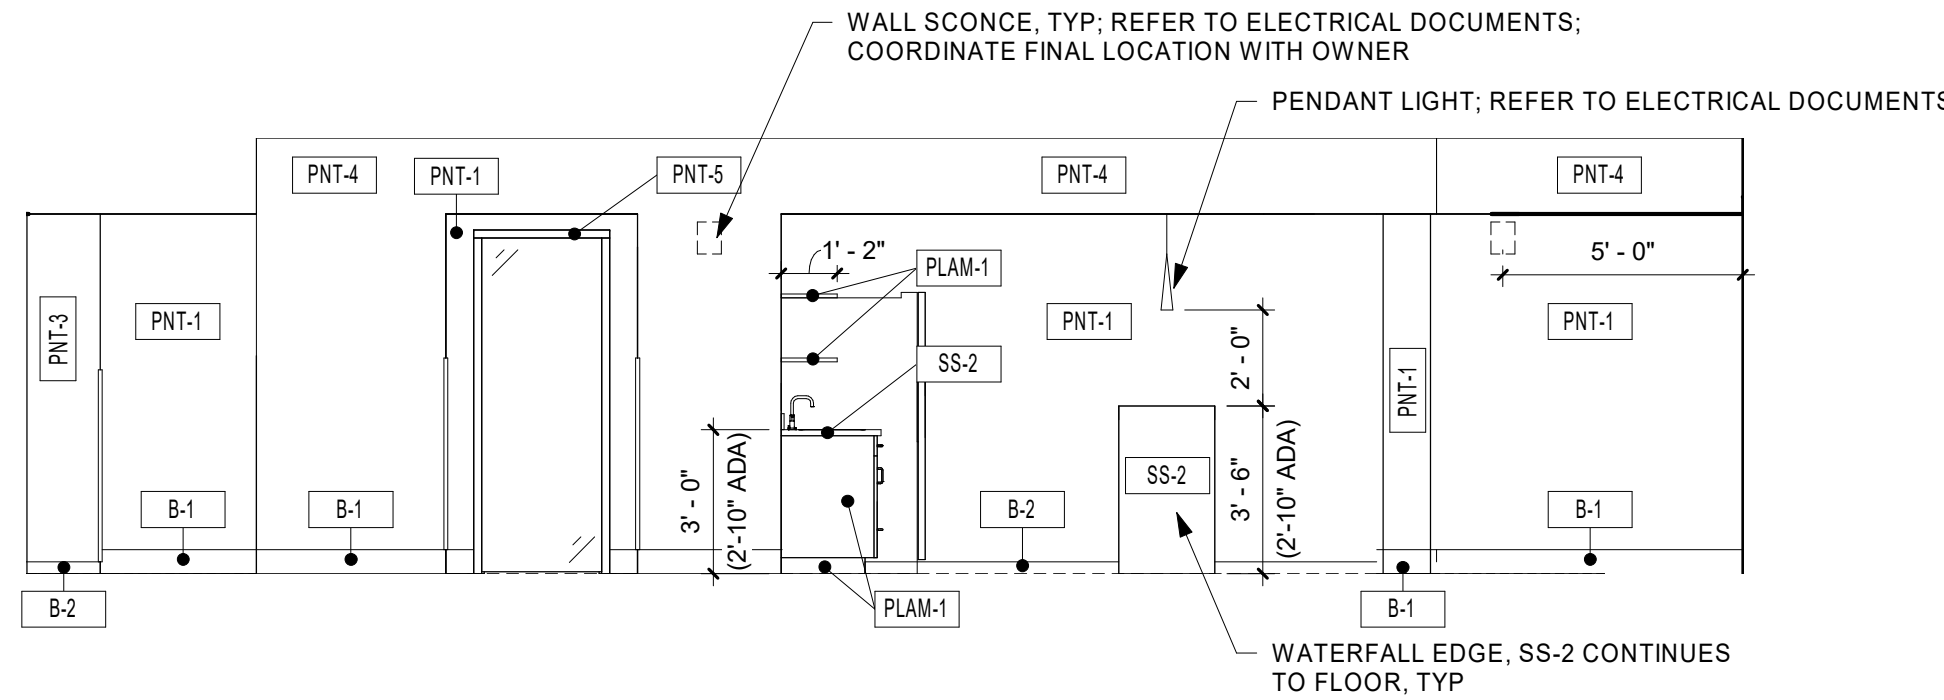 WALL SCONCE, TYP; REFER TO ELECTRICAL DOCUMENTS;
COORDINATE FINAL LOCATION WITH OWNER
PENDANT LIGHT; REFER TO ELECTRICAL DOCUMENTS
PNT-4
PNT-1
PNT-5
PNT-4
PNT-4
1' - 2"
5' - 0"
PLAM-1
PNT-3
PNT-1
PNT-1
PNT-1
2' - 0"
SS-2
PNT-1
3' - 0"
(2'-10" ADA)
SS-2
3' - 6"
(2'-10" ADA)
B-1
B-1
B-2
B-1
B-2
PLAM-1
B-1
WATERFALL EDGE, SS-2 CONTINUES
TO FLOOR, TYP